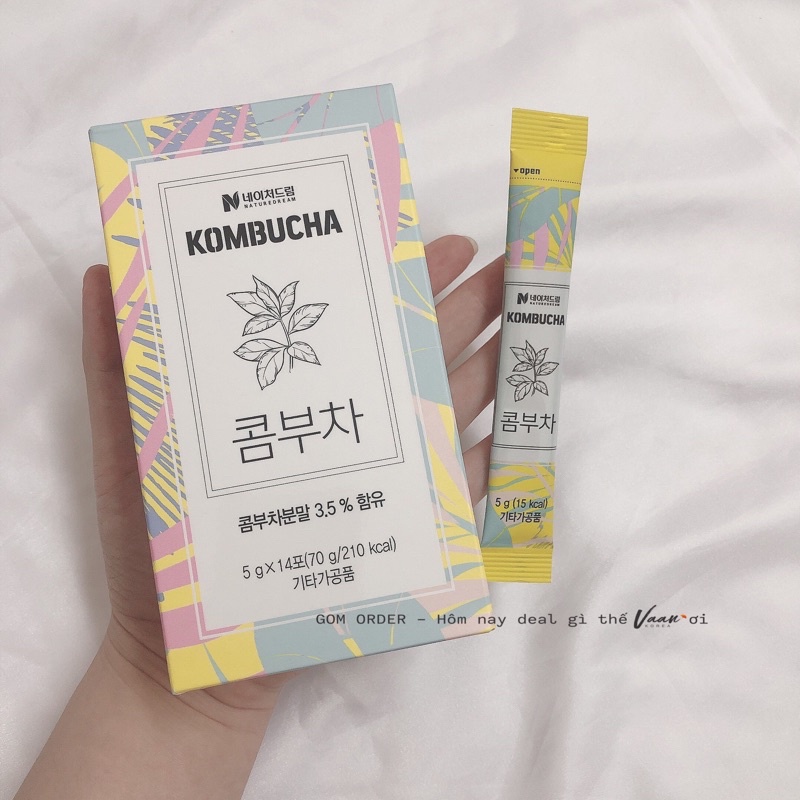 네이처드림
NATUREDREAM
KOMBUCHA
콤부차
콤부차분말 3.5 % 함유
5 g X 14포(70 g/210 kcal)
기타가공품
open
네이처드림
NATUREDREAM
KOMBUCHA
콤부차
5 g (15 kcal)
기타가공품
GOM ORDER - Hôm nay deal gì thế Vaan ơi
KOREA